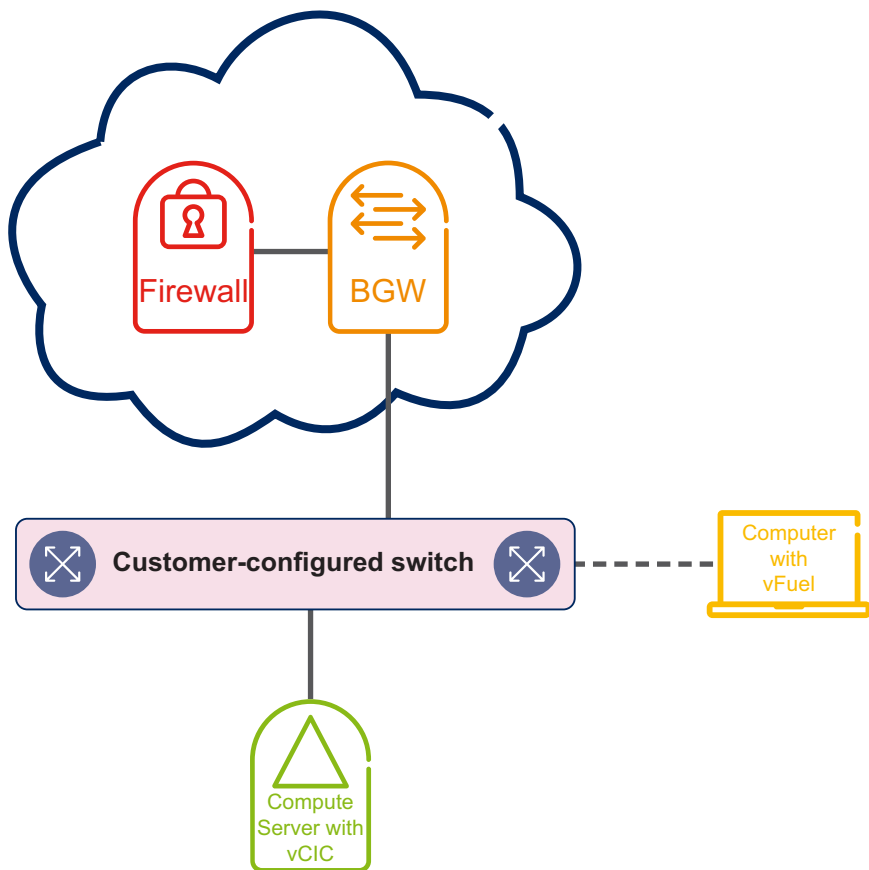 Firewall
BGW
Customer-configured switch
Computer
with
vFuel
Compute
Server with
vCIC